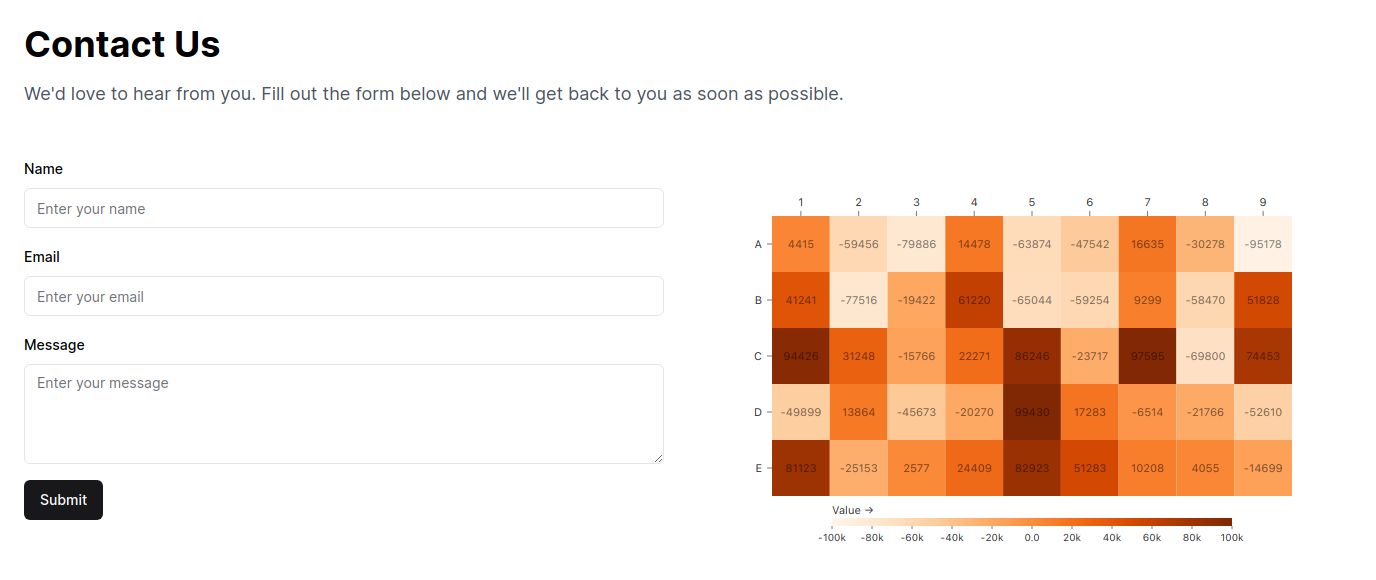 Contact Us
We'd love to hear from you. Fill out the form below and we'll get back to you as soon as possible.
Name
Enter your name
Email
Enter your email
Message
Enter your message
Submit
1 2 3 4 5 6 7 8 9
A 4415 -59456 -79886 14478 -63874 -47542 16635 -30278 -95178
B 41241 -77516 -19422 61220 -65044 -59254 9299 -58470 51828
C 94426 31248 -15766 22271 86246 -23717 97595 -69800 74453
D -49899 13864 -45673 -20270 99430 17283 -6514 -21766 -52610
E 81123 -25153 2577 24409 82923 51283 10208 4055 -14699
Value →
-100k -80k -60k -40k -20k 0.0 20k 40k 60k 80k 100k